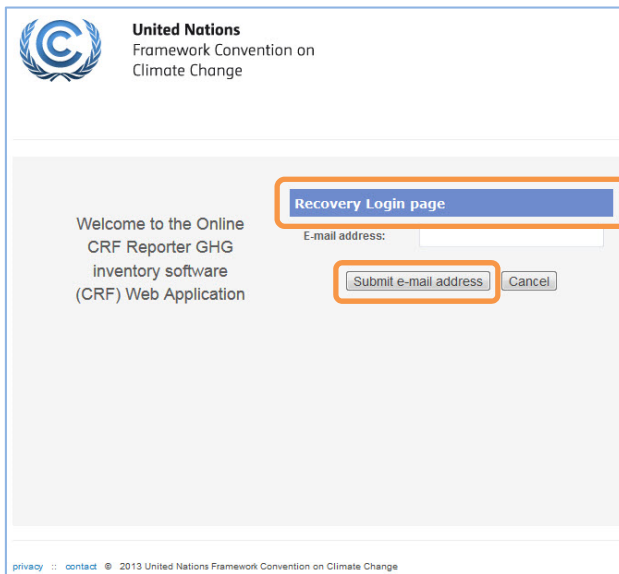 United Nations
Framework Convention on
Climate Change
Recovery Login page
Welcome to the Online
CRF Reporter GHG
inventory software
(CRF) Web Application
E-mail address:
Submit e-mail address
Cancel
privacy :: contact © 2013 United Nations Framework Convention on Climate Change